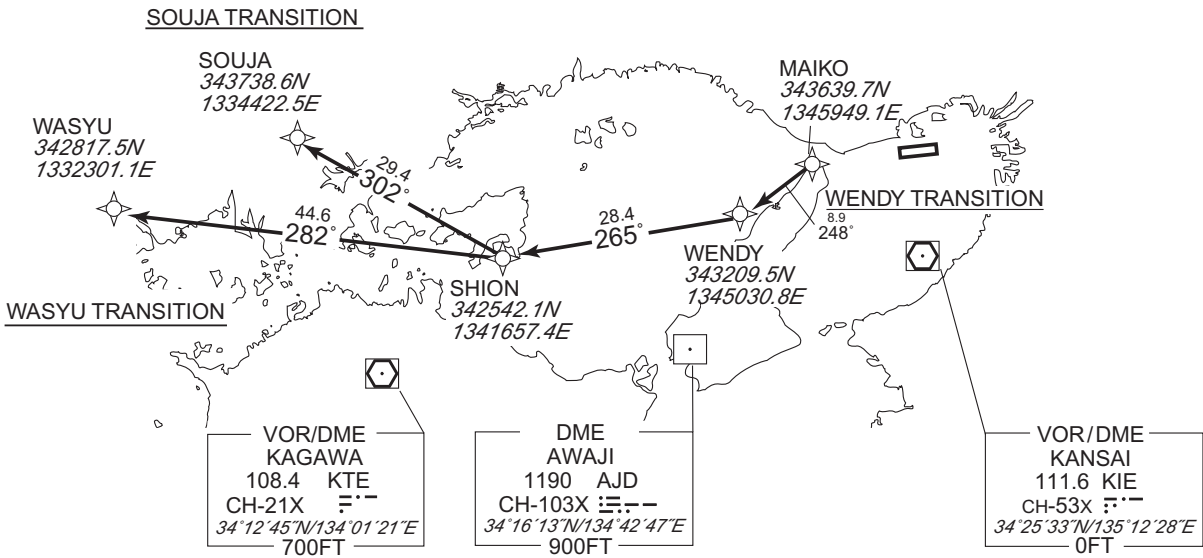 SOUJA TRANSITION
SOUJA
343738.6N
1334422.5E
MAIKO
343639.7N
1345949.1E
WASYU
342817.5N
1332301.1E
29.4
302°
WENDY TRANSITION
8.9
248°
44.6
282°
28.4
265°
WENDY
343209.5N
1345030.8E
SHION
342542.1N
1341657.4E
WASYU TRANSITION
VOR/DME
KAGAWA
108.4 KTE
CH-21X
34°12´45˝N/134°01´21˝E
700FT
DME
AWAJI
1190 AJD
CH-103X
34°16´13˝N/134°42´47˝E
900FT
VOR/DME
KANSAI
111.6 KIE
CH-53X
34°25´33˝N/135°12´28˝E
0FT